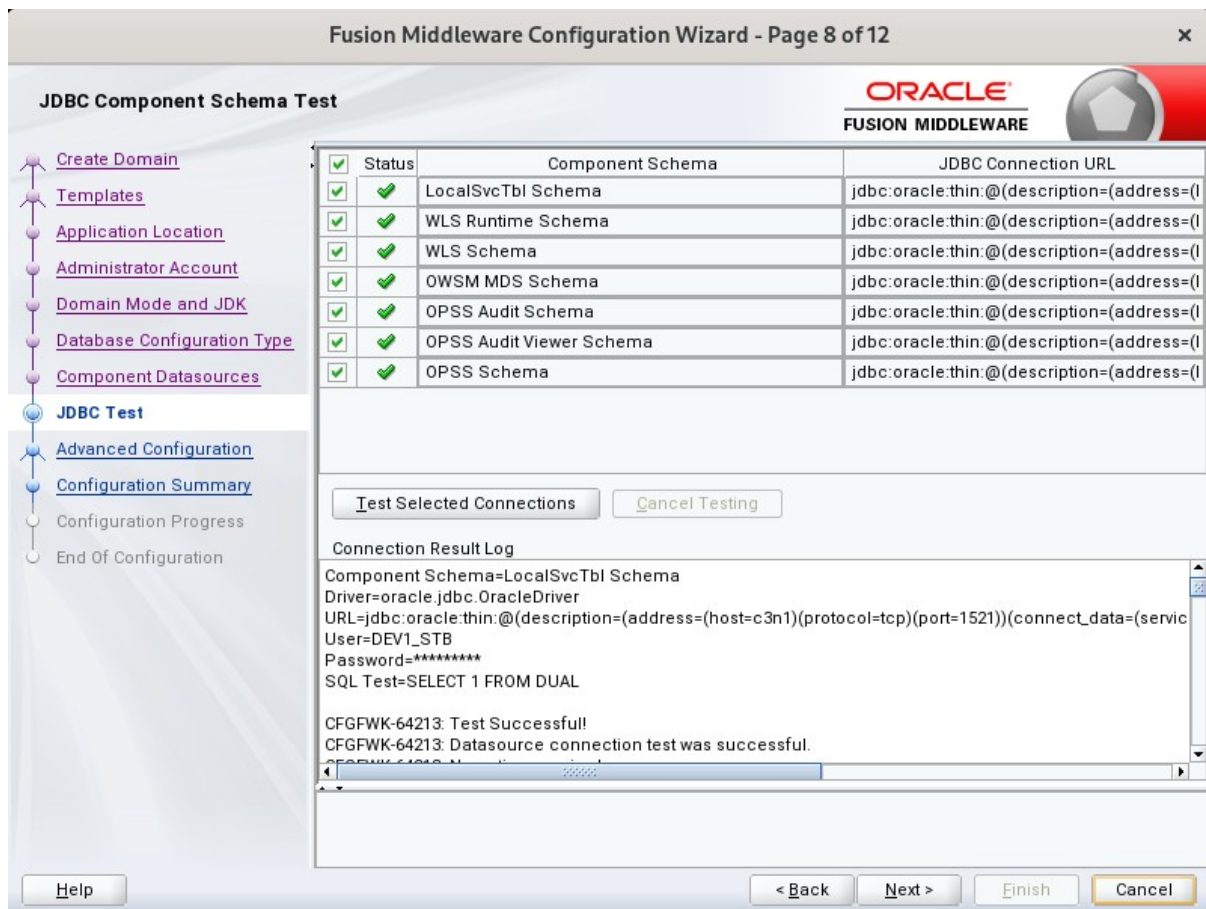 Fusion Middleware Configuration Wizard - Page 8 of 12
JDBC Component Schema Test
ORACLE
FUSION MIDDLEWARE
Create Domain
Templates
Application Location
Administrator Account
Domain Mode and JDK
Database Configuration Type
Component Datasources
JDBC Test
Advanced Configuration
Configuration Summary
Configuration Progress
End Of Configuration
Status Component Schema JDBC Connection URL
LocalSvcTbl Schema jdbc:oracle:thin:@(description=(address=(
WLS Runtime Schema jdbc:oracle:thin:@(description=(address=(
WLS Schema jdbc:oracle:thin:@(description=(address=(
OWSM MDS Schema jdbc:oracle:thin:@(description=(address=(
OPSS Audit Schema jdbc:oracle:thin:@(description=(address=(
OPSS Audit Viewer Schema jdbc:oracle:thin:@(description=(address=(
OPSS Schema jdbc:oracle:thin:@(description=(address=(
Test Selected Connections Cancel Testing
Connection Result Log
Component Schema=LocalSvcTbl Schema
Driver=oracle.jdbc.OracleDriver
URL=jdbc:oracle:thin:@(description=(address=(host=c3n1)(protocol=tcp)(port=1521))(connect_data=(servic
User=DEV1_STB
Password=*********
SQL Test=SELECT 1 FROM DUAL
CFGFWK-64213: Test Successful!
CFGFWK-64213: Datasource connection test was successful.
Help < Back Next > Finish Cancel